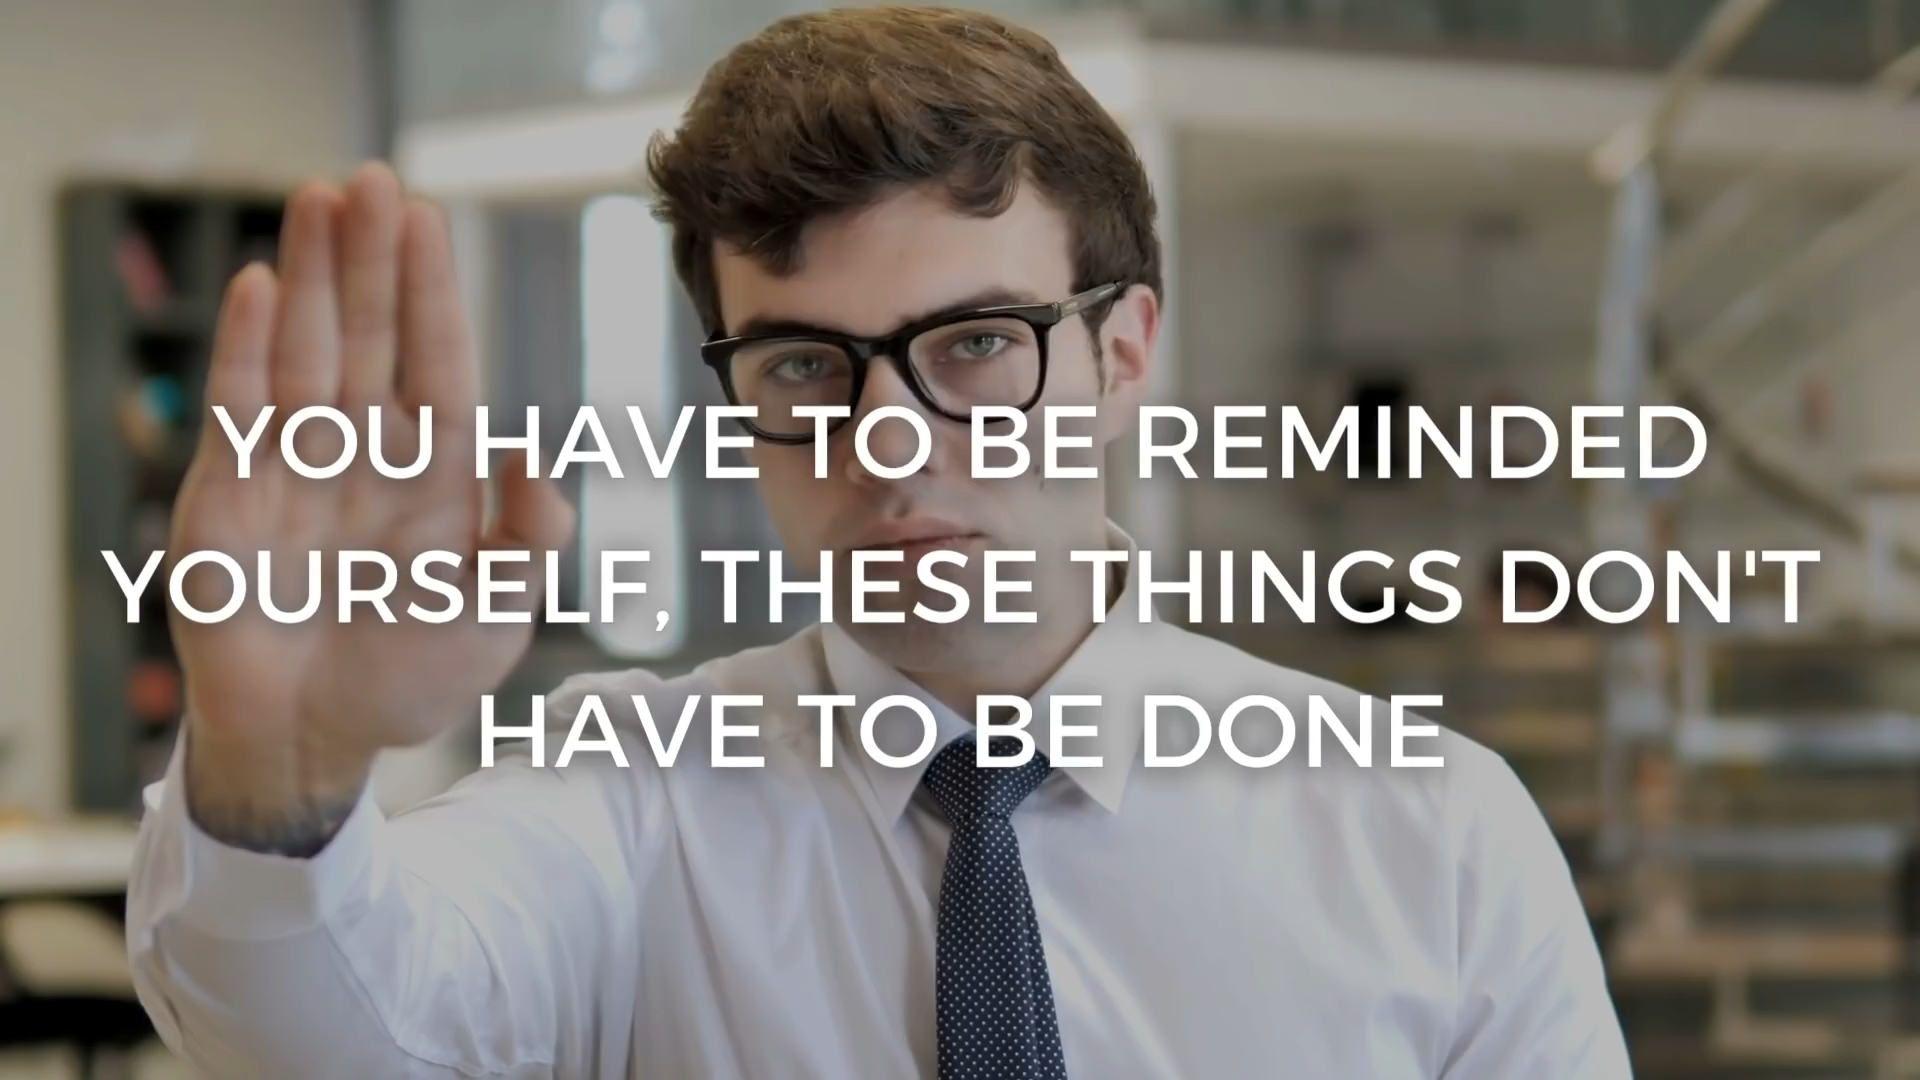 YOU HAVE TO BE REMINDED
YOURSELF, THESE THINGS DON'T
HAVE TO BE DONE